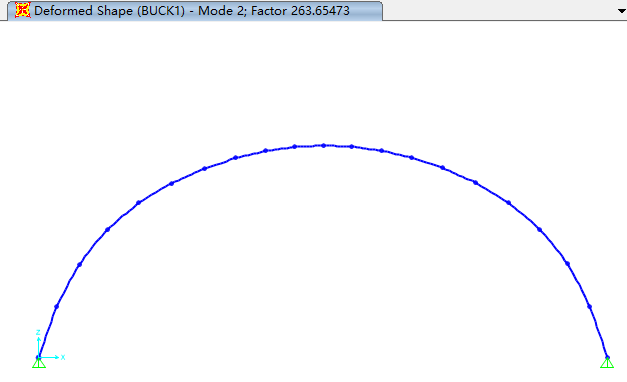 Deformed Shape (BUCK1) - Mode 2; Factor 263.65473
Z
X